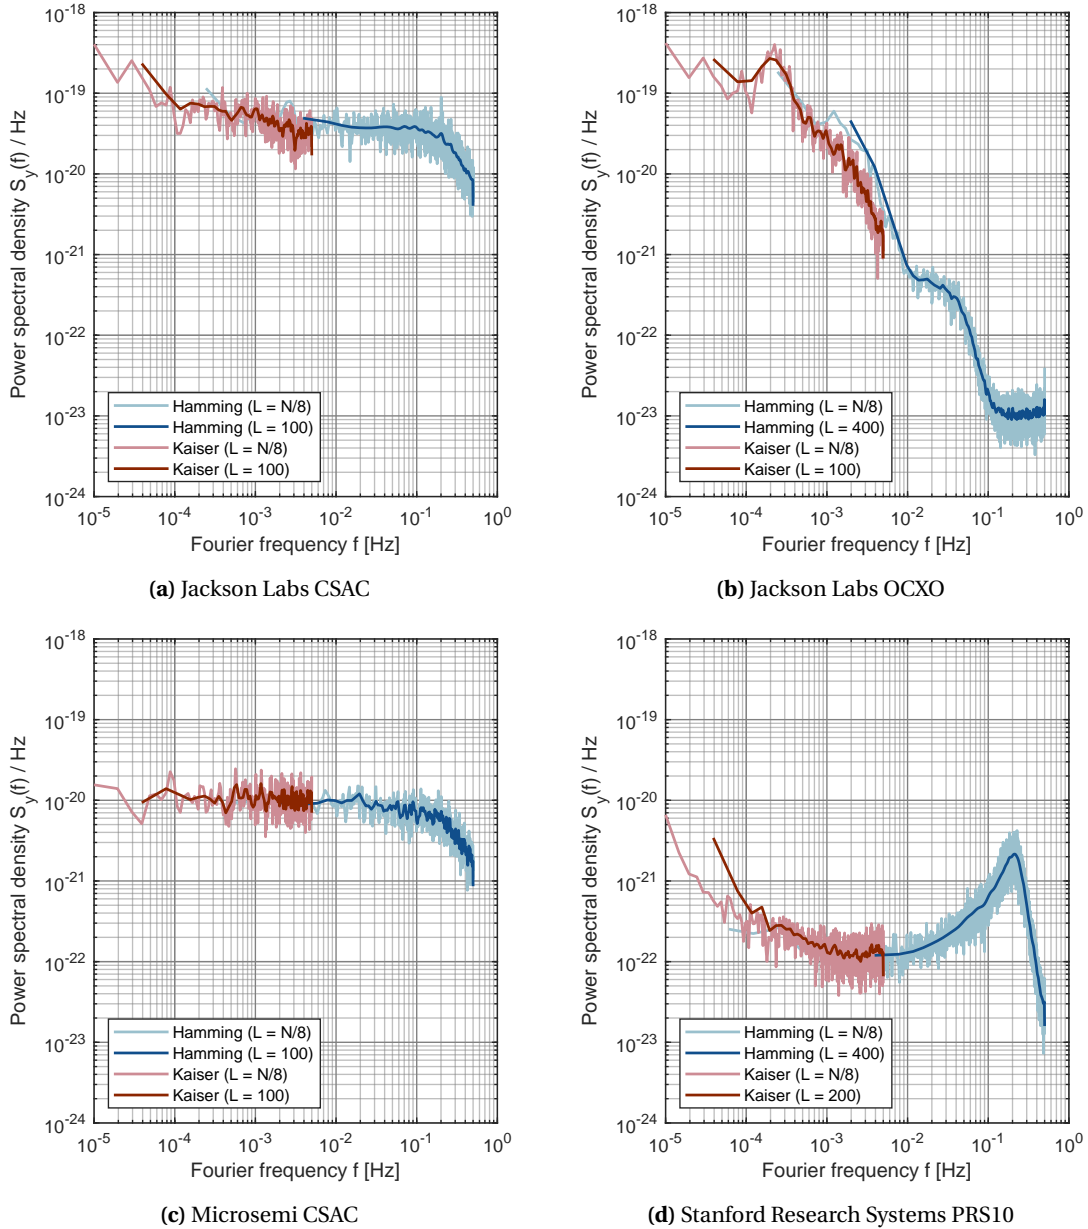 10^-18
10^-19
10^-20
10^-21
10^-22
10^-23
10^-24
Power spectral density S_y(f) / Hz
Hamming (L = N/8)
Hamming (L = 100)
Kaiser (L = N/8)
Kaiser (L = 100)
10^-5 10^-4 10^-3 10^-2 10^-1 10^0
Fourier frequency f [Hz]
(a) Jackson Labs CSAC
10^-18
10^-19
10^-20
10^-21
10^-22
10^-23
10^-24
Power spectral density S_y(f) / Hz
Hamming (L = N/8)
Hamming (L = 400)
Kaiser (L = N/8)
Kaiser (L = 100)
10^-5 10^-4 10^-3 10^-2 10^-1 10^0
Fourier frequency f [Hz]
(b) Jackson Labs OCXO
10^-18
10^-19
10^-20
10^-21
10^-22
10^-23
10^-24
Power spectral density S_y(f) / Hz
Hamming (L = N/8)
Hamming (L = 100)
Kaiser (L = N/8)
Kaiser (L = 100)
10^-5 10^-4 10^-3 10^-2 10^-1 10^0
Fourier frequency f [Hz]
(c) Microsemi CSAC
10^-18
10^-19
10^-20
10^-21
10^-22
10^-23
10^-24
Power spectral density S_y(f) / Hz
Hamming (L = N/8)
Hamming (L = 400)
Kaiser (L = N/8)
Kaiser (L = 200)
10^-5 10^-4 10^-3 10^-2 10^-1 10^0
Fourier frequency f [Hz]
(d) Stanford Research Systems PRS10